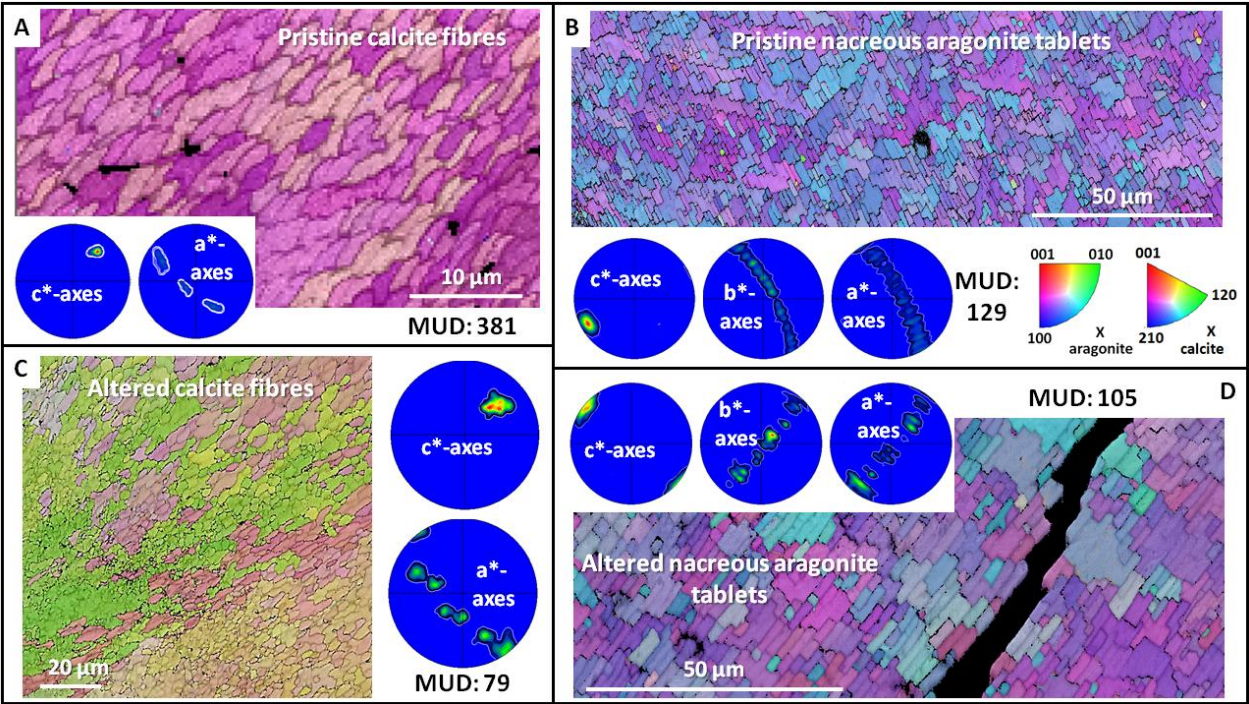 A
Pristine calcite fibres
c*-axes
a*-
axes
10 µm
MUD: 381
B
Pristine nacreous aragonite tablets
50 µm
c*-axes
b*-
axes
a*-
axes
MUD:
129
001
010
100
X
aragonite
001
120
210
X
calcite
C
Altered calcite fibres
20 µm
c*-axes
a*-
axes
MUD: 79
D
MUD: 105
c*-axes
b*-
axes
a*-
axes
Altered nacreous aragonite
tablets
50 µm